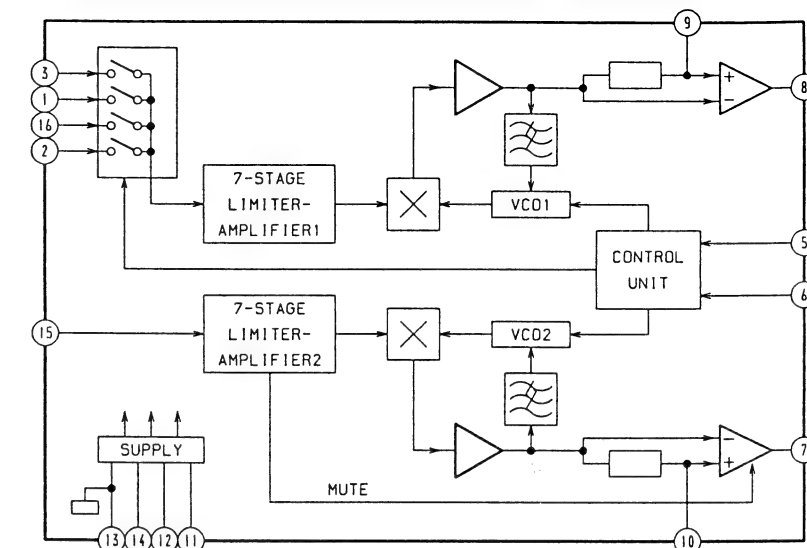 9
3
1
16
2
+
−
8
7-STAGE
LIMITER-
AMPLIFIER1
VCO1
5
CONTROL
UNIT
6
7-STAGE
LIMITER-
AMPLIFIER2
15
VCO2
SUPPLY
−
+
7
MUTE
13
14
12
11
10